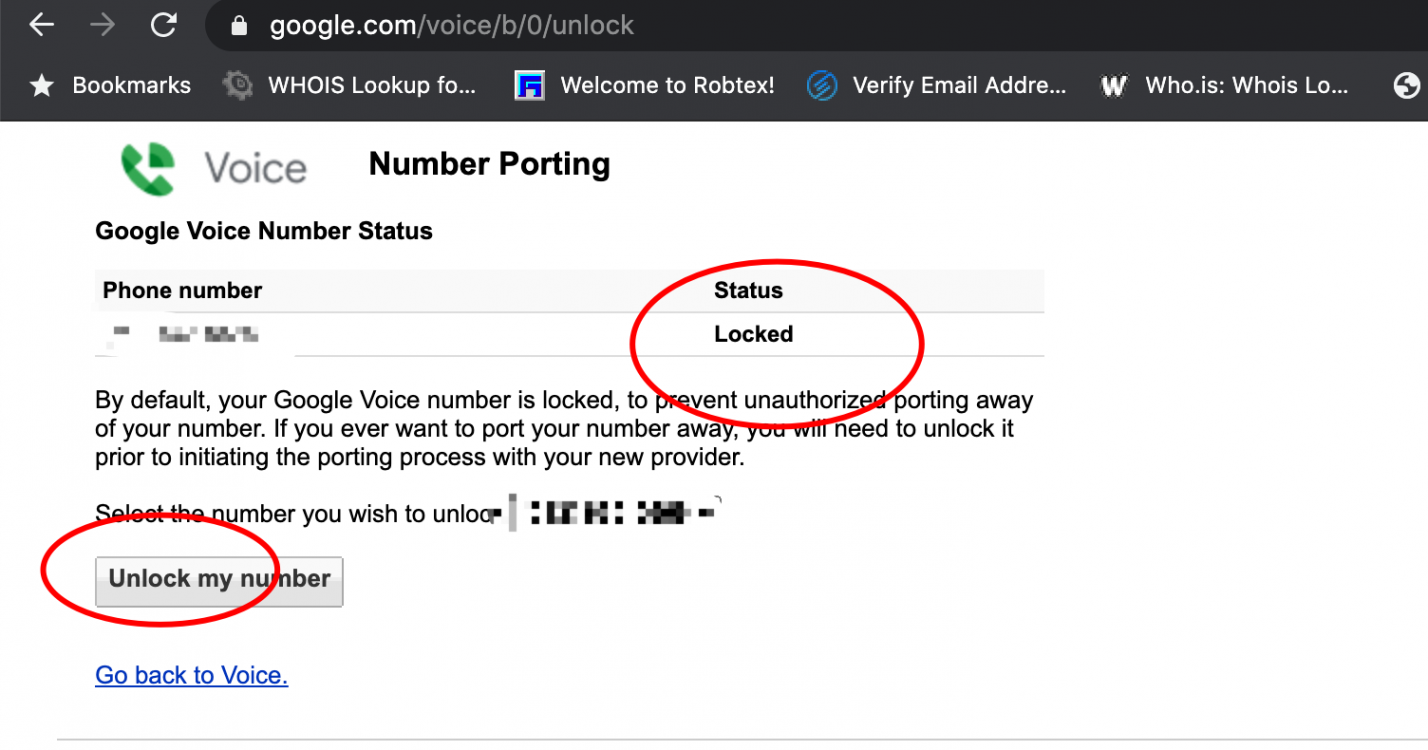 google.com/voice/b/0/unlock
Bookmarks WHOIS Lookup fo... Welcome to Robtex! Verify Email Addre... Who.is: Whois Lo...
Voice Number Porting
Google Voice Number Status
Phone number Status
Locked
By default, your Google Voice number is locked, to prevent unauthorized porting away
of your number. If you ever want to port your number away, you will need to unlock it
prior to initiating the porting process with your new provider.
Select the number you wish to
Unlock my number
Go back to Voice.